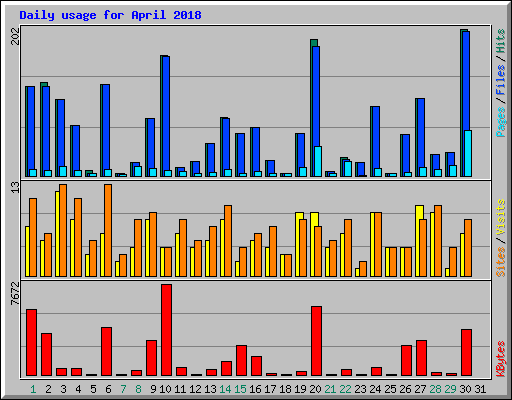 Daily usage for April 2018
202
Pages / Files / Hits
13
Sites / Visits
7672
KBytes
1 2 3 4 5 6 7 8 9 10 11 12 13 14 15 16 17 18 19 20 21 22 23 24 25 26 27 28 29 30 31